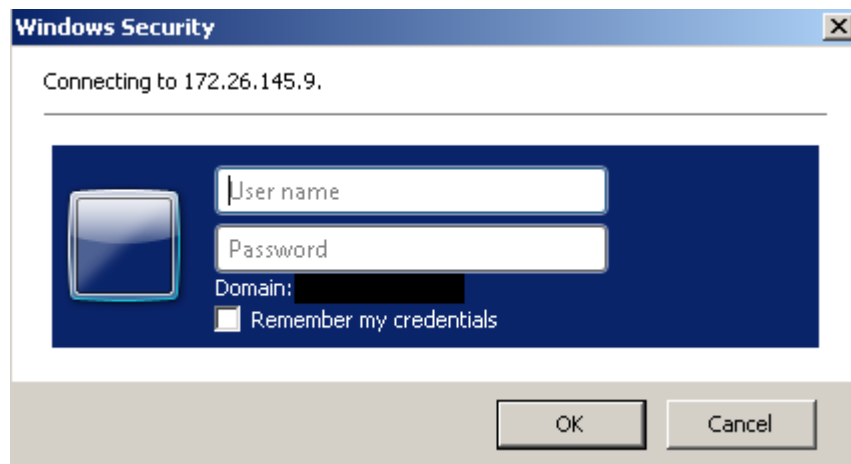 Windows Security
Connecting to 172.26.145.9.
User name
Password
Domain:
Remember my credentials
OK
Cancel